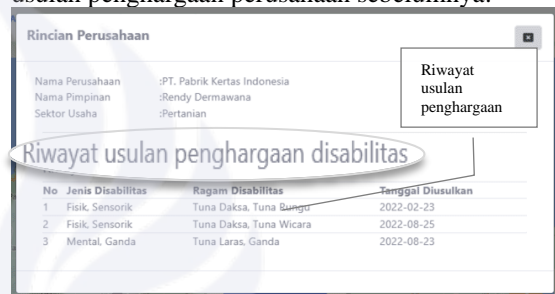 usulan penghargaan perusahaan sebelumnya.
Rincian Perusahaan
Nama Perusahaan :PT. Pabrik Kertas Indonesia
Nama Pimpinan :Rendy Dermawana
Sektor Usaha :Pertanian
Riwayat
usulan
penghargaan
Riwayat usulan penghargaan disabilitas
No Jenis Disabilitas Ragam Disabilitas Tanggal Diusulkan
1 Fisik, Sensorik Tuna Daksa, Tuna Rungu 2022-02-23
2 Fisik, Sensorik Tuna Daksa, Tuna Wicara 2022-08-25
3 Mental, Ganda Tuna Laras, Ganda 2022-08-23